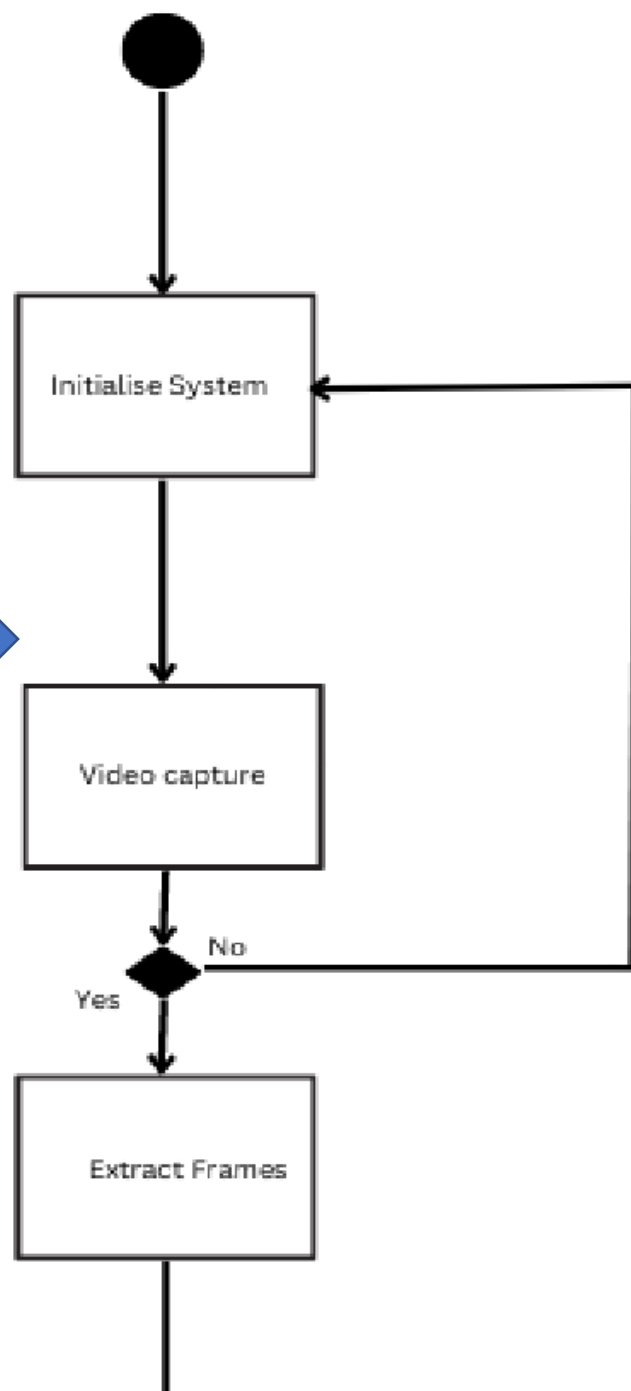 Initialise System
Video capture
No
Yes
Extract Frames